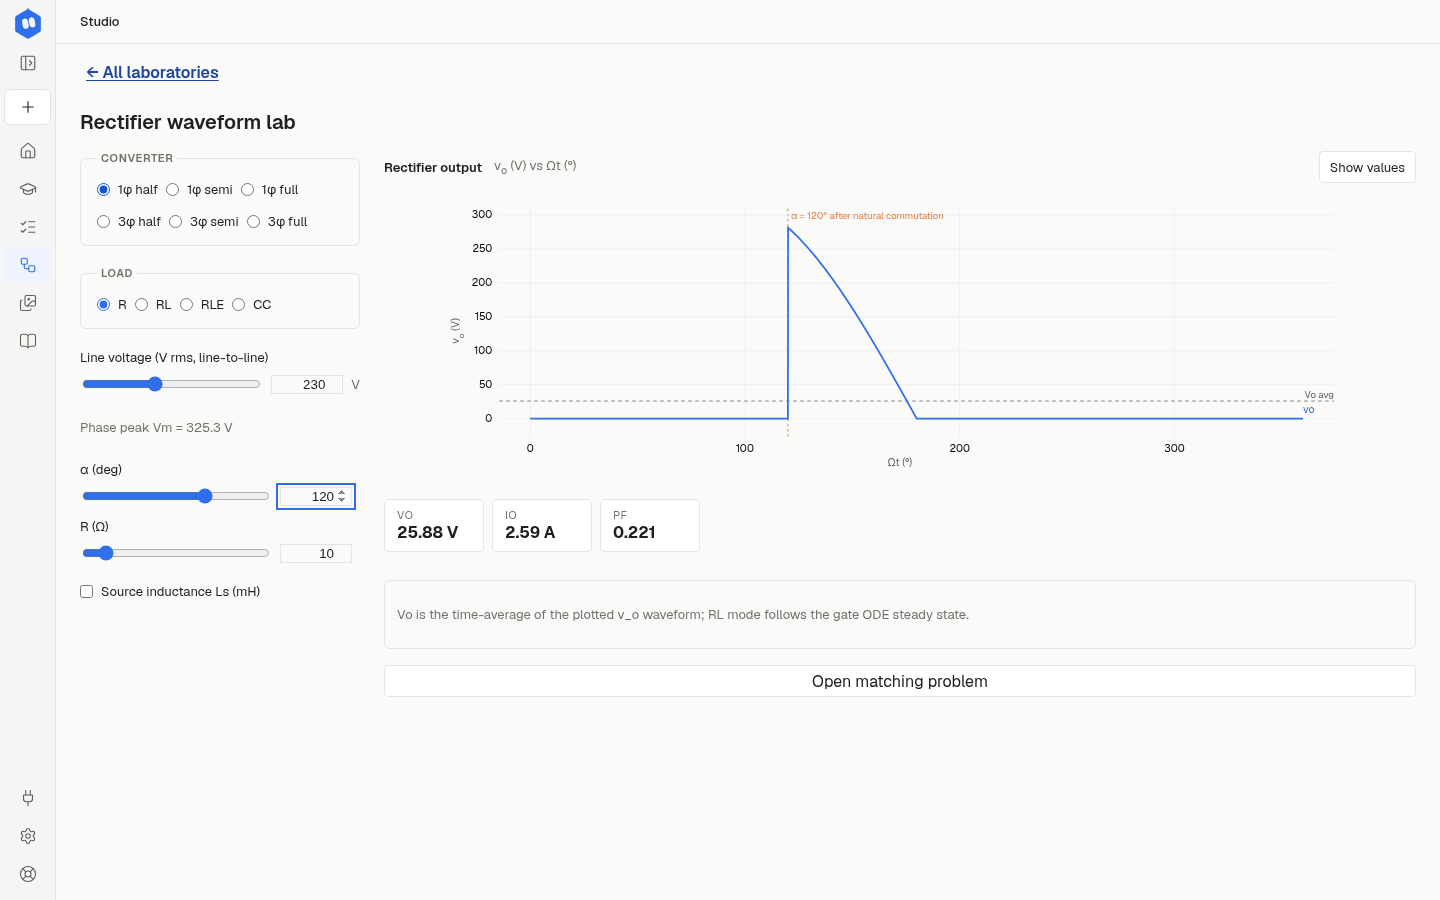 Studio
← All laboratories
Rectifier waveform lab
CONVERTER
1φ half 1φ semi 1φ full
3φ half 3φ semi 3φ full
LOAD
R RL RLE CC
Line voltage (V rms, line-to-line)
230 V
Phase peak Vm = 325.3 V
α (deg)
120
R (Ω)
10
Source inductance Ls (mH)
Rectifier output vo (V) vs Ωt (°)
Show values
α = 120° after natural commutation
300
250
200
150
100
50
0
vo (V)
Vo avg
vo
0 100 200 300
Ωt (°)
VO
25.88 V
IO
2.59 A
PF
0.221
Vo is the time-average of the plotted v_o waveform; RL mode follows the gate ODE steady state.
Open matching problem